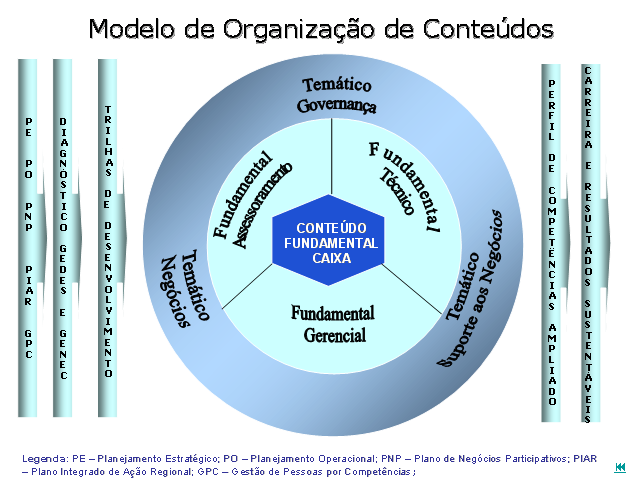 Modelo de Organização de Conteúdos
PE PO PNP PIAR GPC
DIAGNÓSTICO GEDES E GENEC
TRILHAS DE DESENVOLVIMENTO
Temático
Governança
Fundamental
Assessoramento
Fundamental
Técnico
CONTEÚDO
FUNDAMENTAL
CAIXA
Fundamental
Gerencial
Temático
Negócios
Temático
Suporte aos Negócios
PERFIL DE COMPETÊNCIAS AMPLIADO
CARREIRA E RESULTADOS SUSTENTÁVEIS
Legenda: PE – Planejamento Estratégico; PO – Planejamento Operacional; PNP – Plano de Negócios Participativos; PIAR
– Plano Integrado de Ação Regional; GPC – Gestão de Pessoas por Competências;